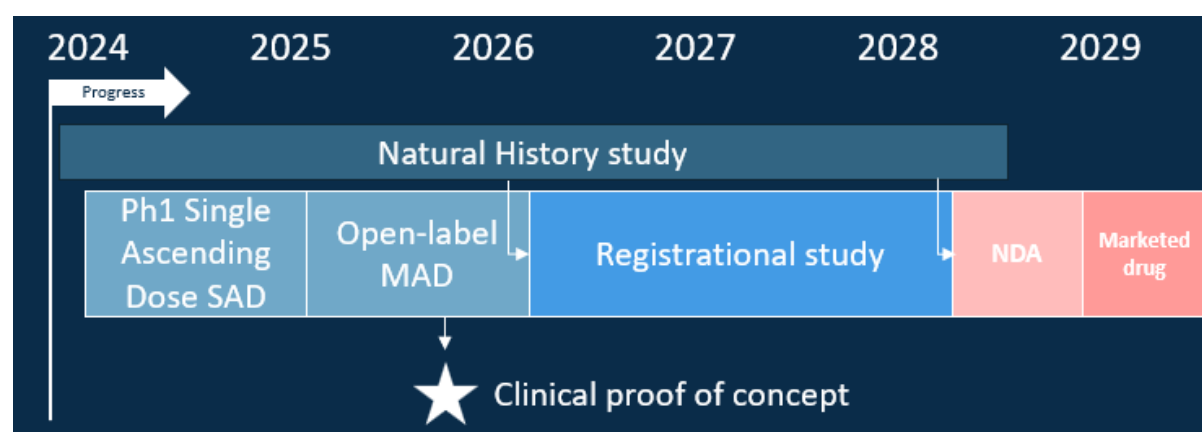 2024 2025 2026 2027 2028 2029
Progress
Natural History study
Ph1 Single
Ascending
Dose SAD
Open-label
MAD
Registrational study
NDA
Marketed
drug
Clinical proof of concept